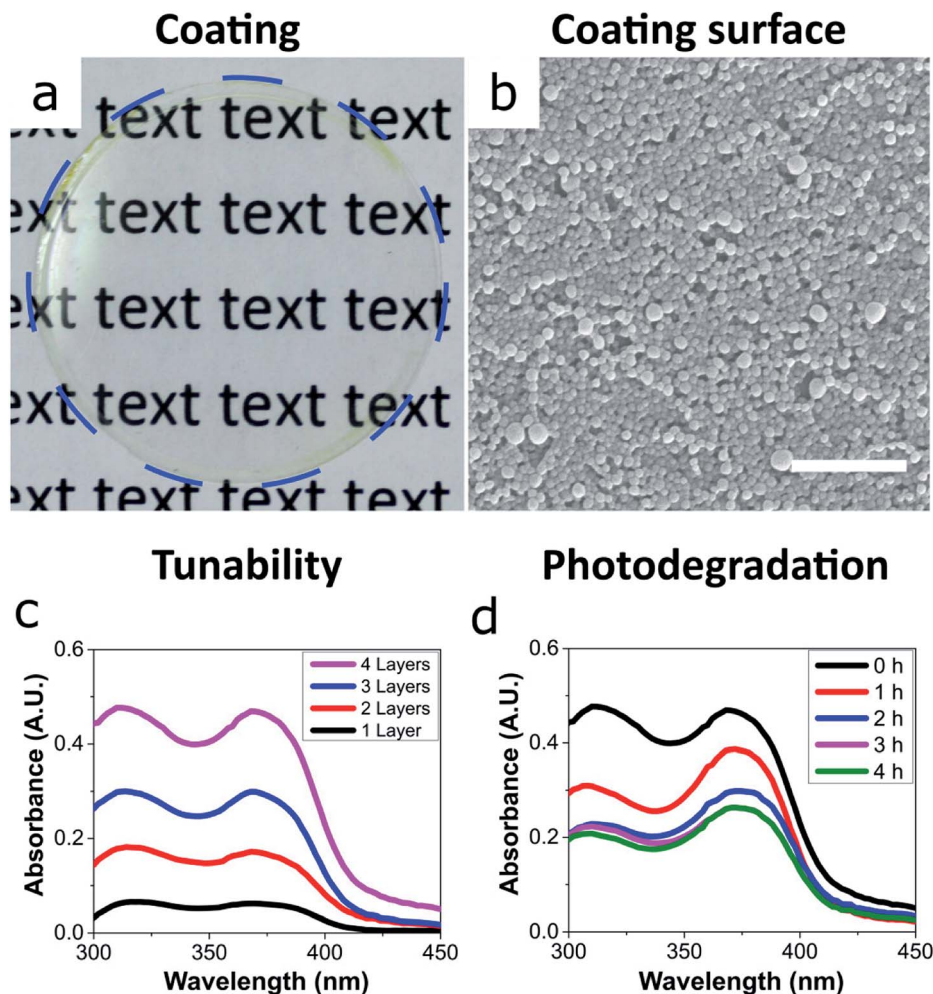 Coating
Coating surface
a
b
ext text text text
ext text text text
ext text text text
ext text text text
ext text text text
Tunability
Photodegradation
c
d
0.6
0.4
0.2
0.0
300
350
400
450
Absorbance (A.U.)
Wavelength (nm)
4 Layers
3 Layers
2 Layers
1 Layer
0.6
0.4
0.2
0.0
300
350
400
450
Absorbance (A.U.)
Wavelength (nm)
0 h
1 h
2 h
3 h
4 h